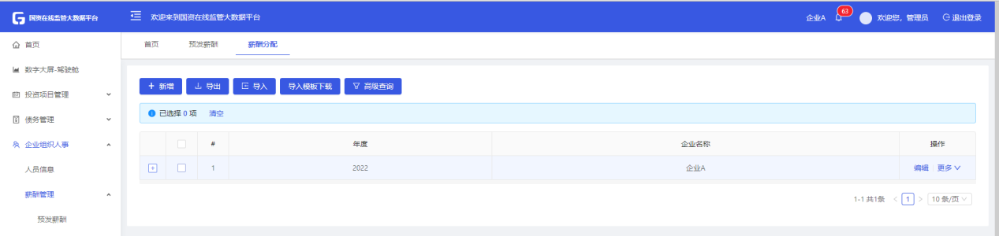 国资在线监管大数据平台
欢迎来到国资在线监管大数据平台
企业A 63 欢迎您，管理员 退出登录
首页
数字大屏-驾驶舱
投资项目管理
债务管理
企业组织人事
人员信息
薪酬管理
预发薪酬
首页 预发薪酬 薪酬分配
新增 导出 导入 导入模板下载 高级查询
已选择 0 项 清空
# 年度 企业名称 操作
1 2022 企业A 编辑 更多
1-1 共1条 < 1 > 10 条/页